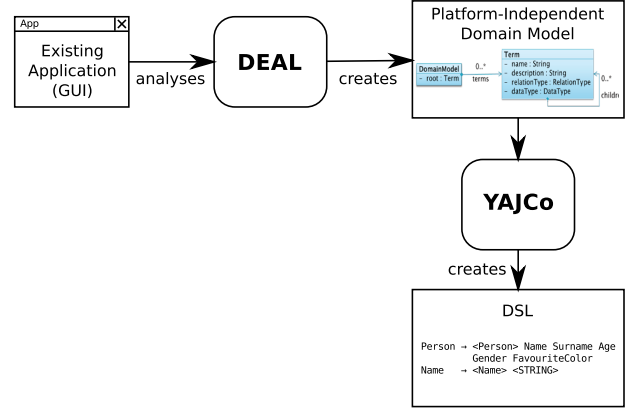 App
Existing
Application
(GUI)
analyses
DEAL
creates
Platform-Independent
Domain Model
DomainModel
- root : Term
0..*
terms
Term
- name : String
- description : String
- relationType : RelationType
- dataType : DataType
0..*
childn
YAJCo
creates
DSL
Person → <Person> Name Surname Age
Gender FavouriteColor
Name → <Name> <STRING>